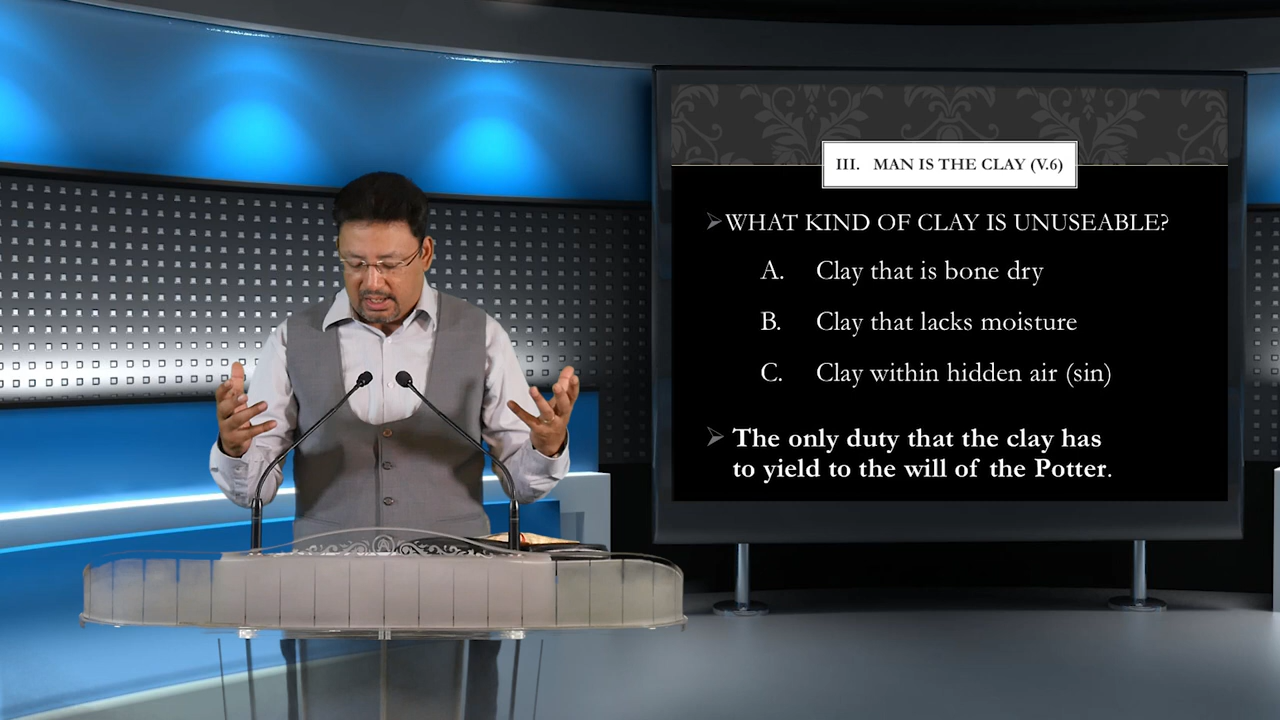 III. MAN IS THE CLAY (V.6)
WHAT KIND OF CLAY IS UNUSEABLE?
A. Clay that is bone dry
B. Clay that lacks moisture
C. Clay within hidden air (sin)
The only duty that the clay has
to yield to the will of the Potter.